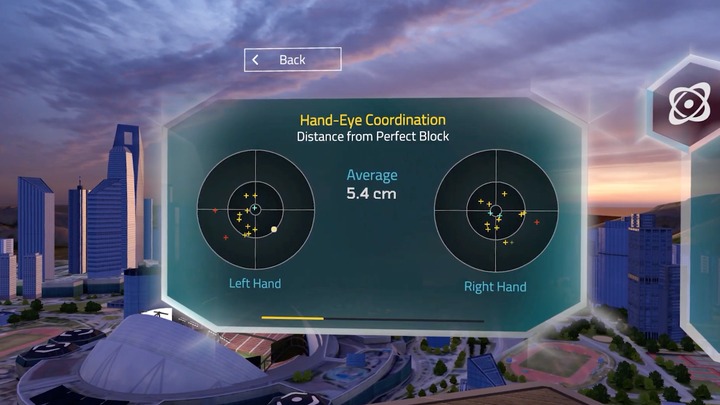 Back
Hand-Eye Coordination
Distance from Perfect Block
Average
5.4 cm
Left Hand
Right Hand